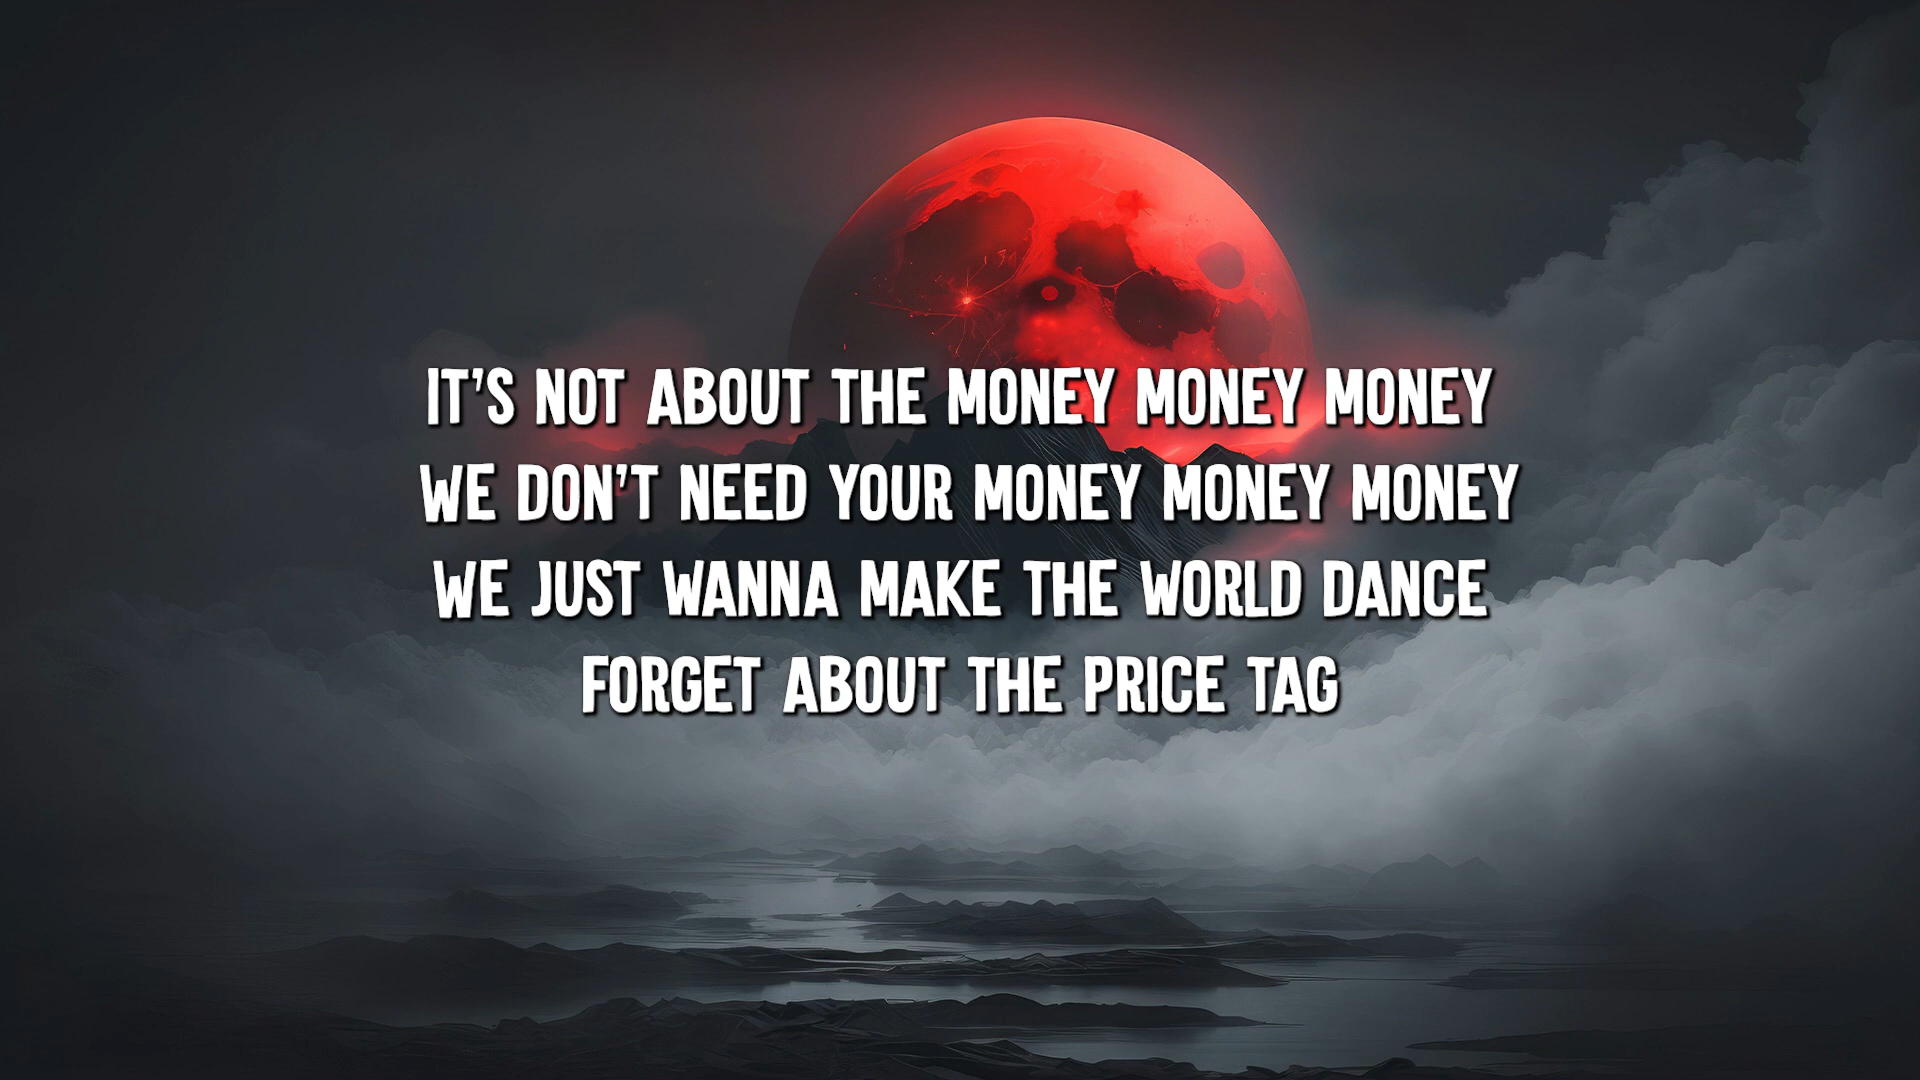 IT'S NOT ABOUT THE MONEY MONEY MONEY
WE DON'T NEED YOUR MONEY MONEY MONEY
WE JUST WANNA MAKE THE WORLD DANCE
FORGET ABOUT THE PRICE TAG